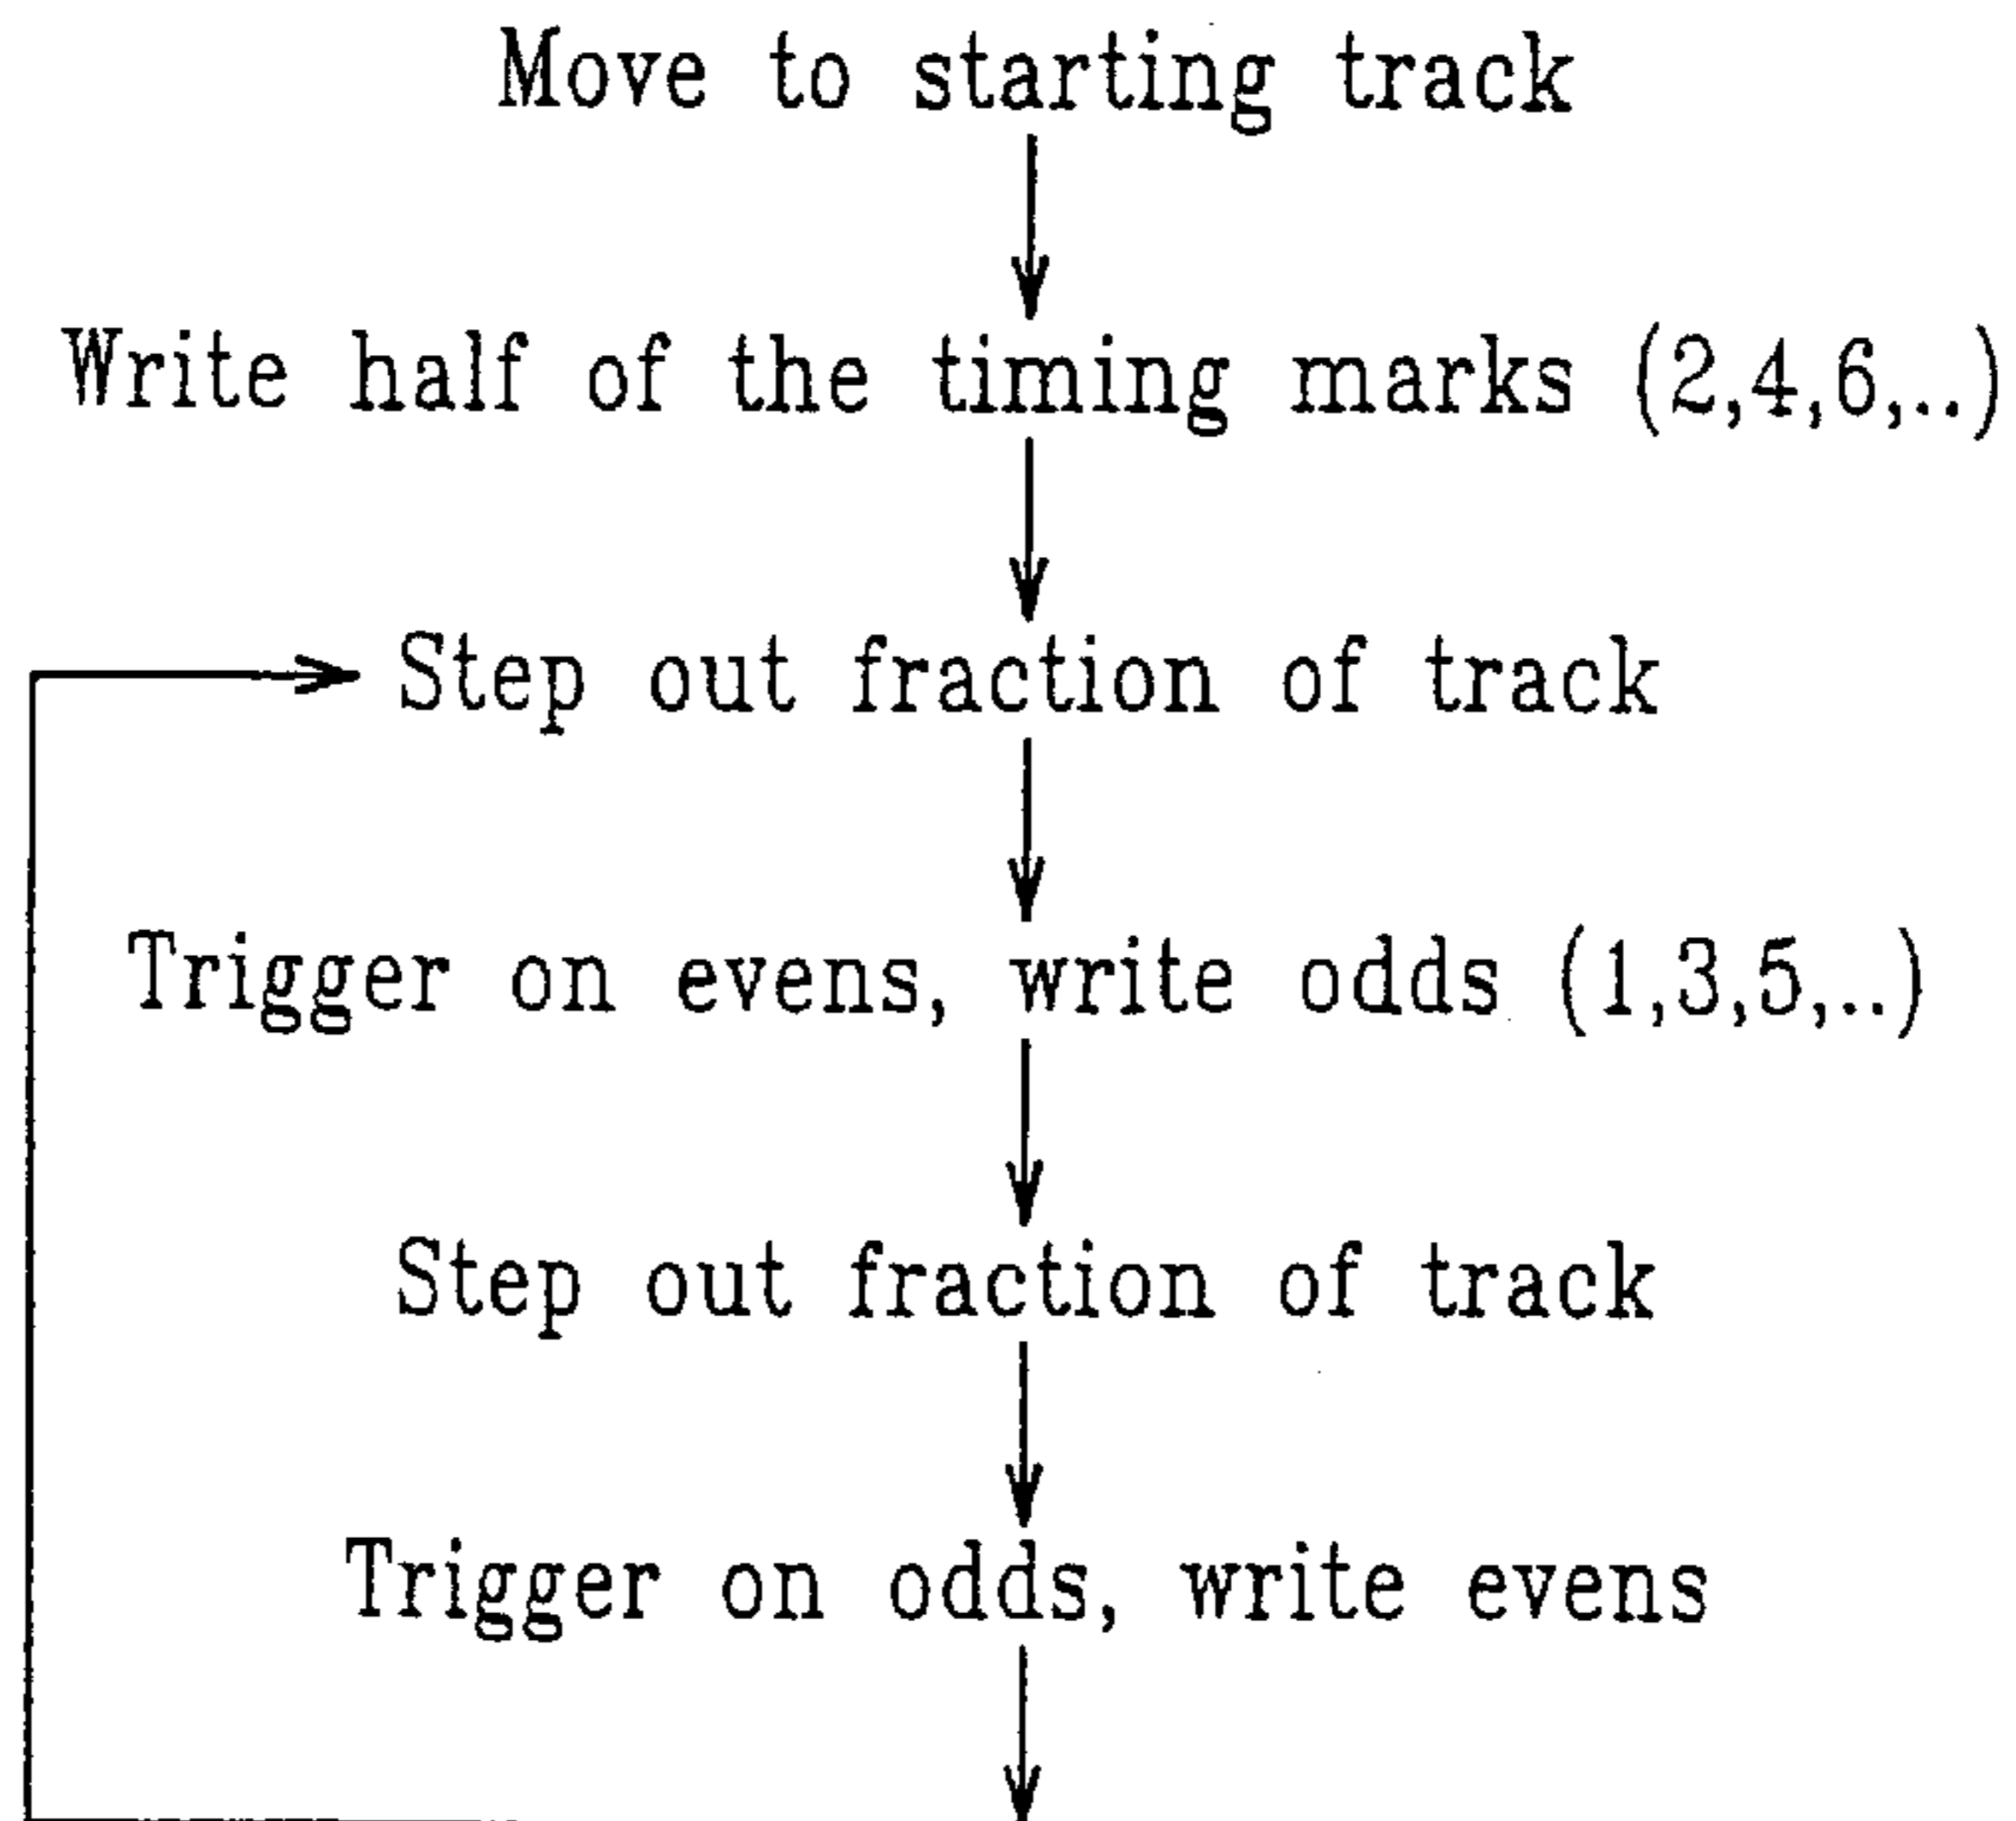 Move to starting track
Write half of the timing marks (2,4,6,..)
Step out fraction of track
Trigger on evens, write odds (1,3,5,..)
Step out fraction of track
Trigger on odds, write evens